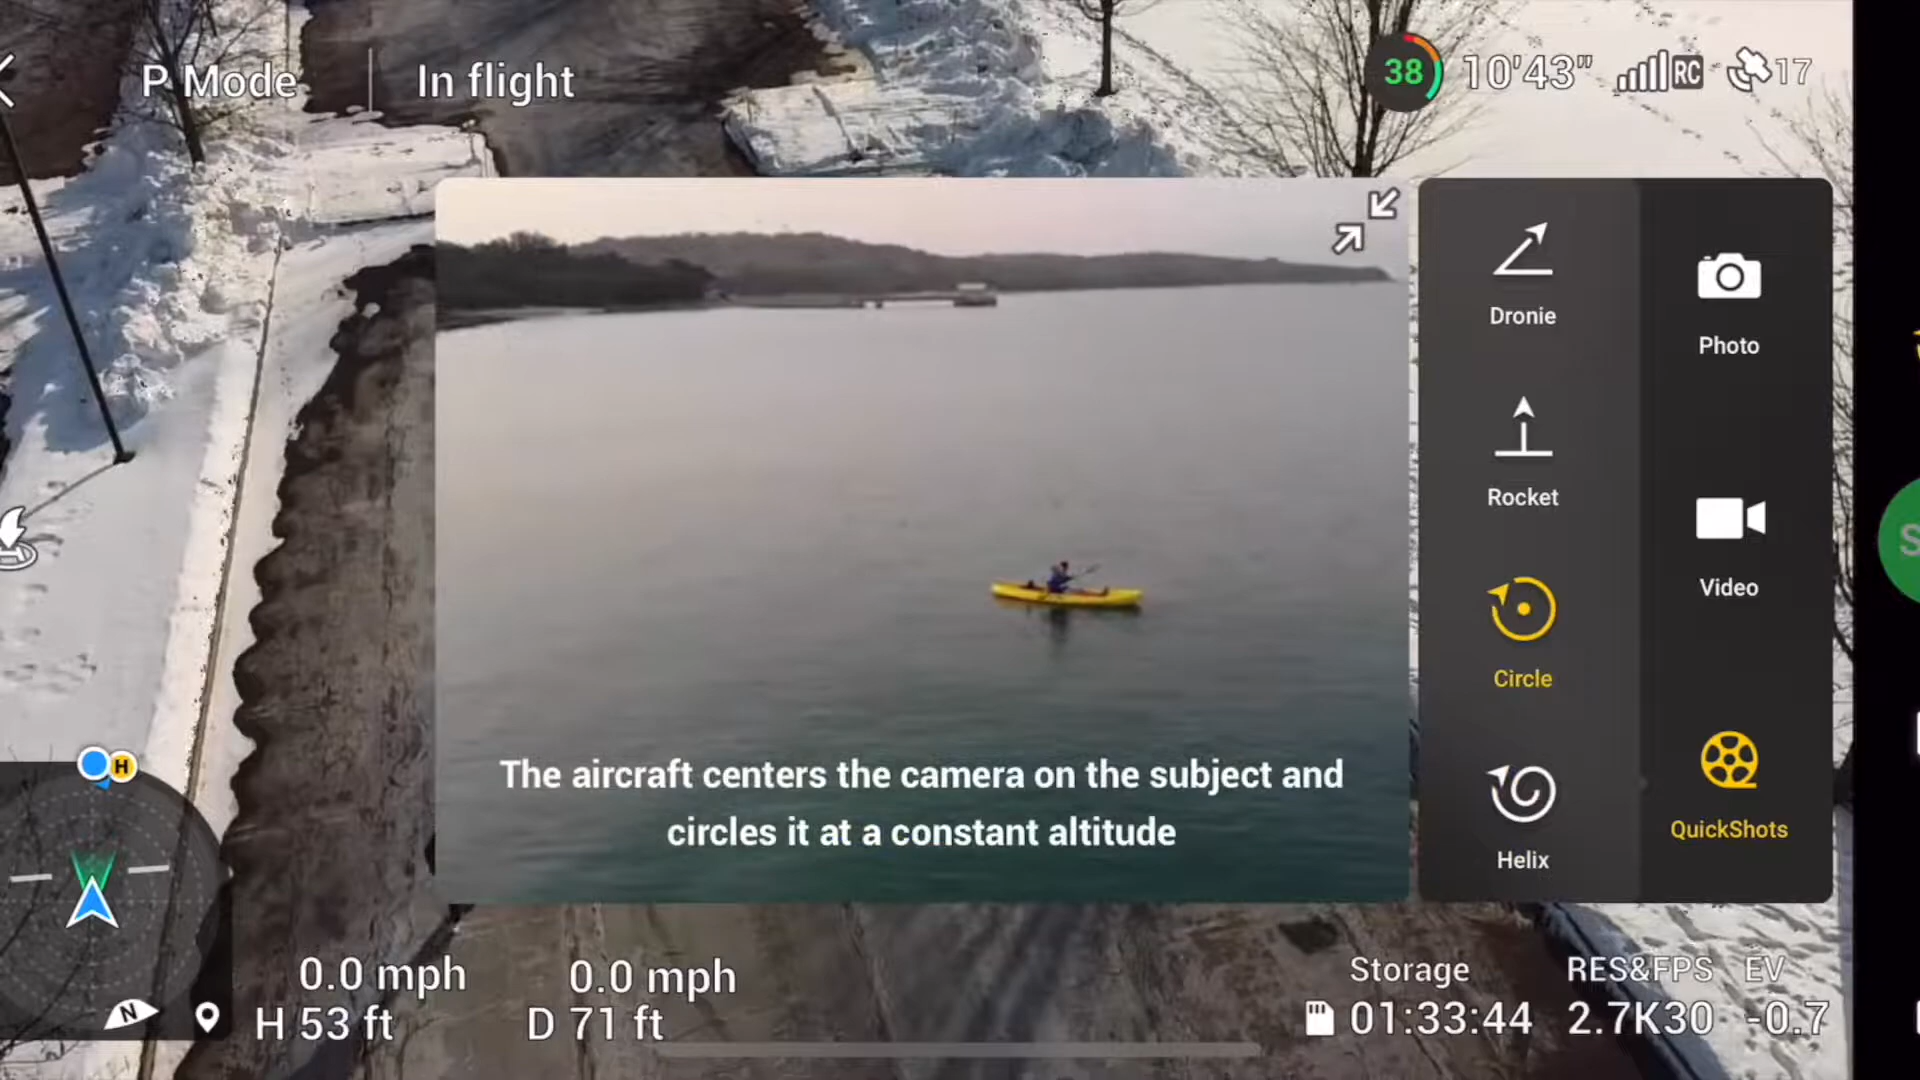 P Mode
In flight
38
10'43"
RC
17
Dronie
Photo
Rocket
Video
Circle
The aircraft centers the camera on the subject and
circles it at a constant altitude
QuickShots
Helix
H
N
0.0 mph
0.0 mph
H 53 ft
D 71 ft
Storage
01:33:44
RES&FPS
2.7K30
EV
-0.7
S